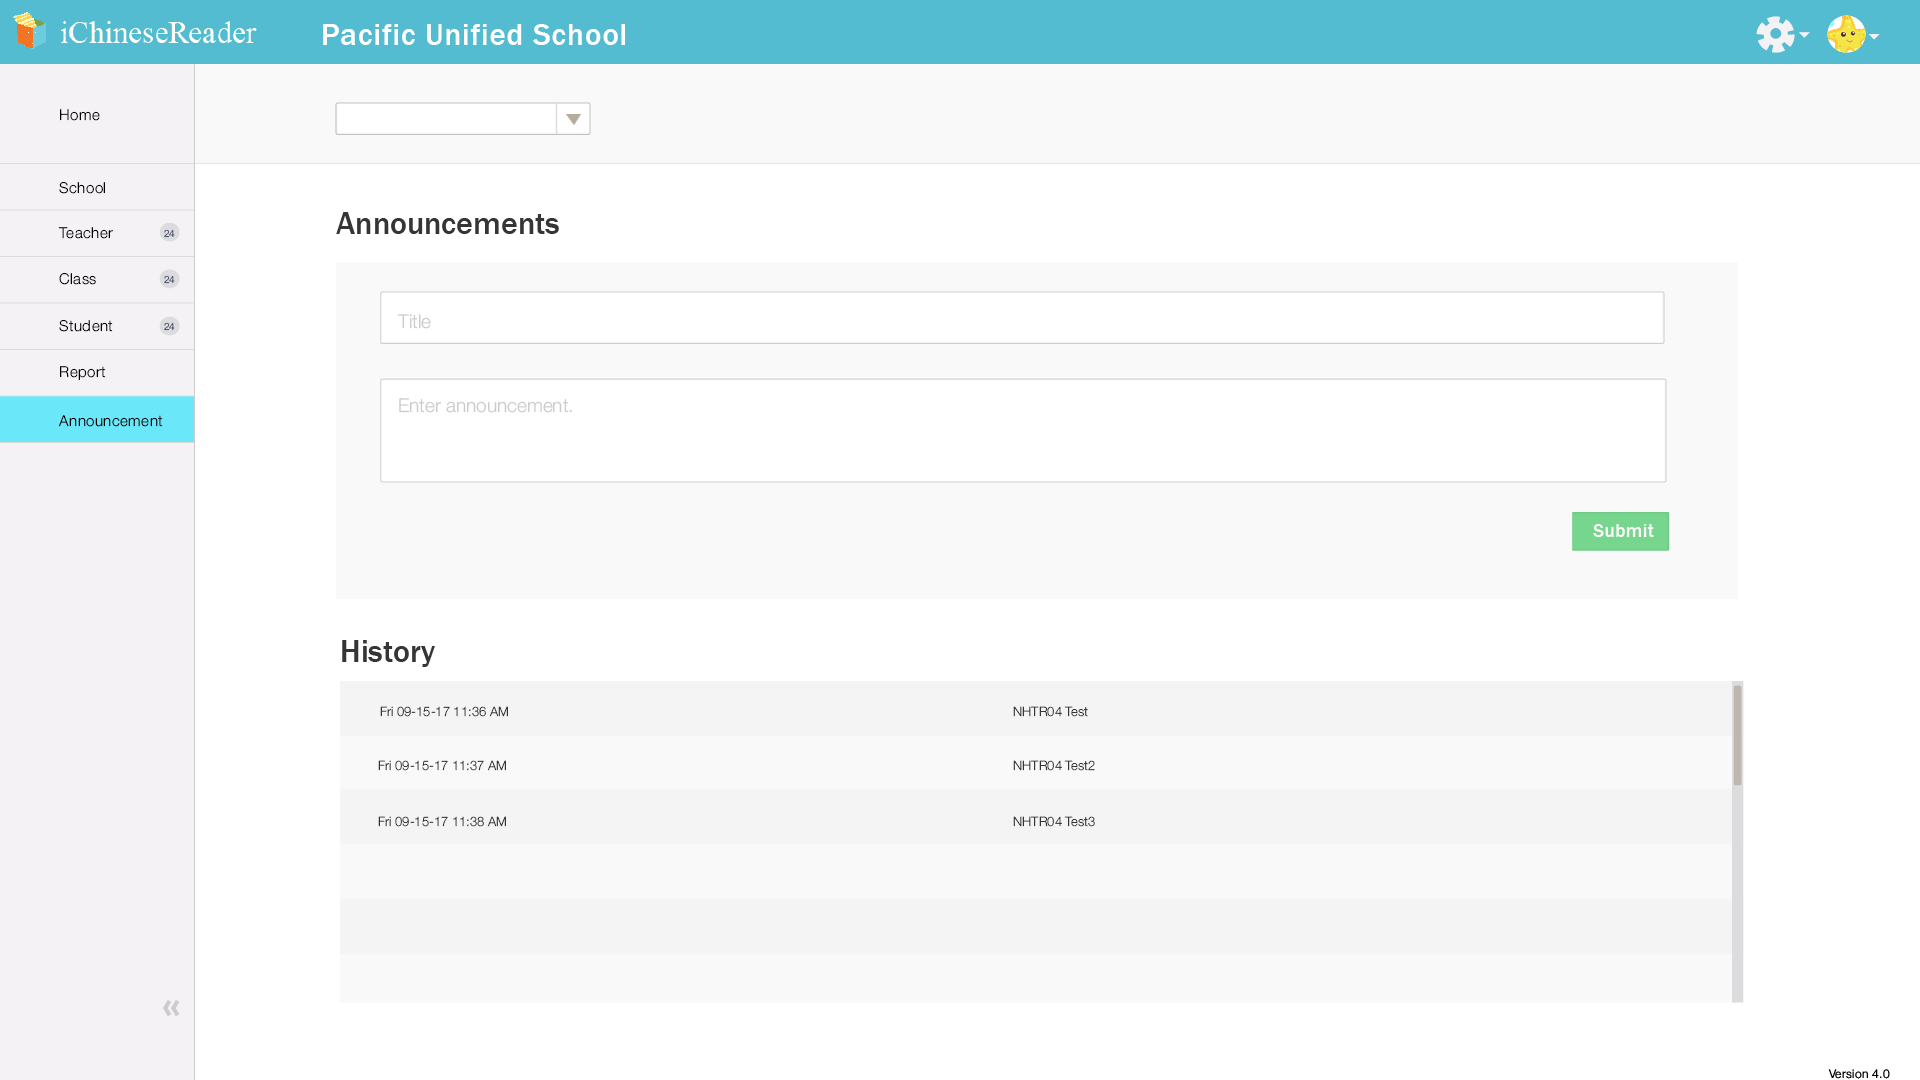 iChineseReader
Pacific Unified School
Home
School
Teacher 24
Class 24
Student 24
Report
Announcement
Announcements
Title
Enter announcement.
Submit
History
Fri 09-15-17 11:36 AM NHTR04 Test
Fri 09-15-17 11:37 AM NHTR04 Test2
Fri 09-15-17 11:38 AM NHTR04 Test3
«
Version 4.0